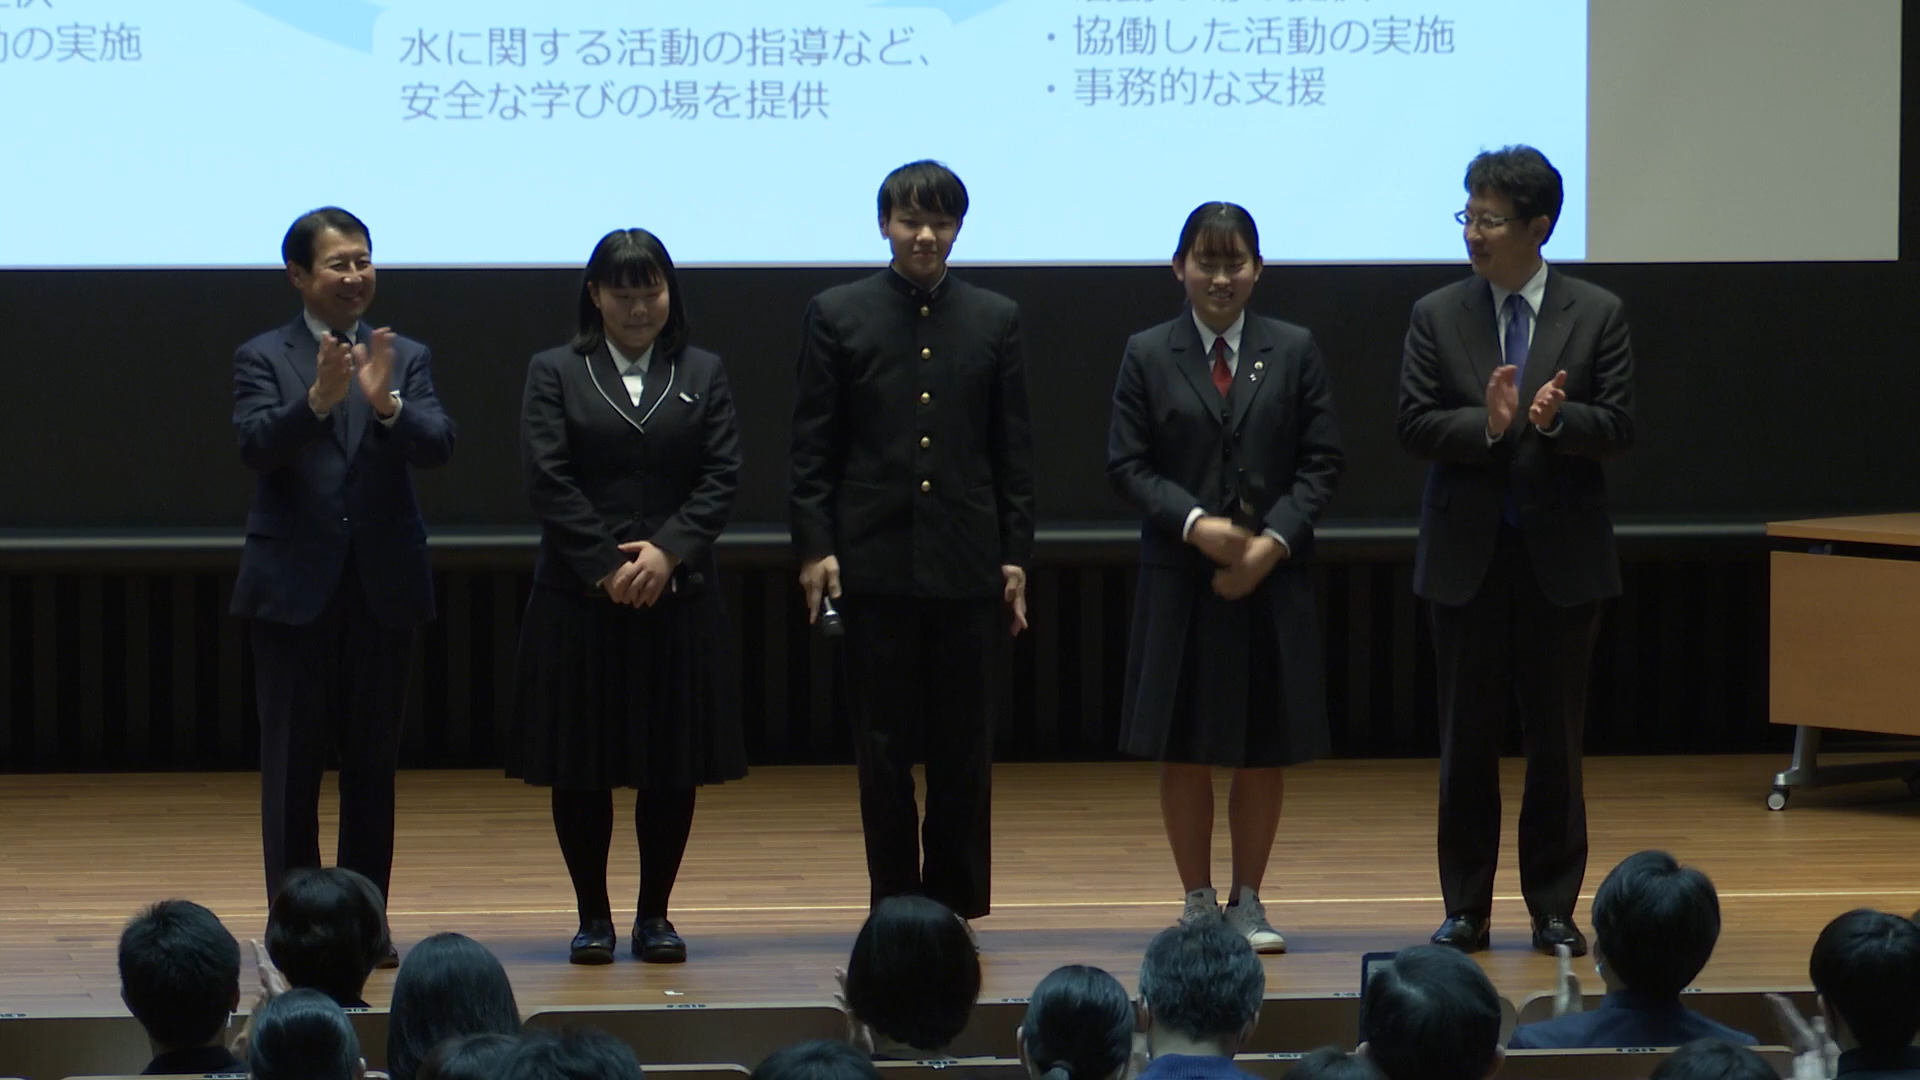 の実施
水に関する活動の指導など、
安全な学びの場を提供
・協働した活動の実施
・事務的な支援